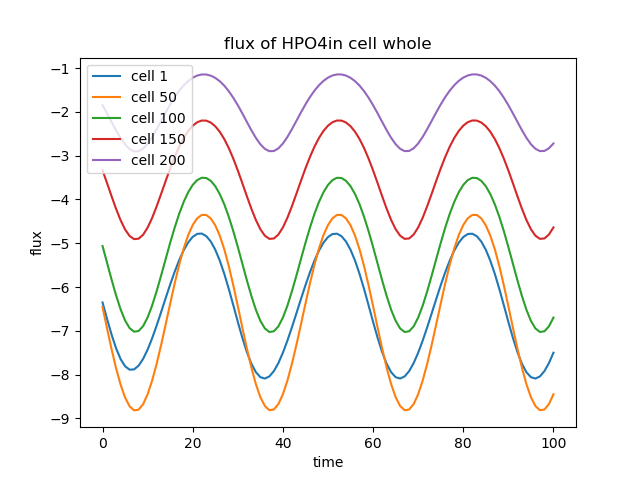 flux of HPO4in cell whole
cell 1
cell 50
cell 100
cell 150
cell 200
−1
−2
−3
−4
−5
−6
−7
−8
−9
flux
0
20
40
60
80
100
time